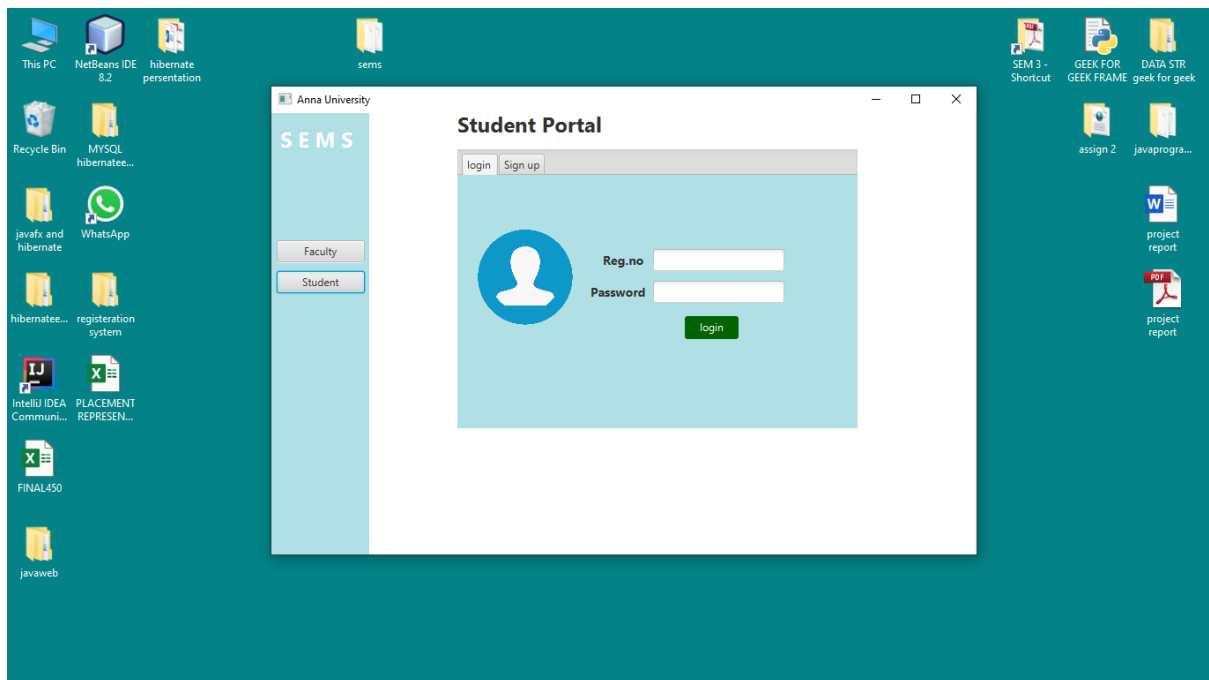 This PC
NetBeans IDE
8.2
hibernate
persentation
sems
SEM 3 -
Shortcut
GEEK FOR
GEEK FRAME
DATA STR
geek for geek
Recycle Bin
MYSQL
hibernatee...
assign 2
javaprogra...
javafx and
hibernate
WhatsApp
project
report
hibernatee...
registeration
system
PDF
project
report
IJ
IntelliJ IDEA
Communi...
PLACEMENT
REPRESEN...
FINAL450
javaweb
Anna University
SEMS
Faculty
Student
Student Portal
login
Sign up
Reg.no
Password
login